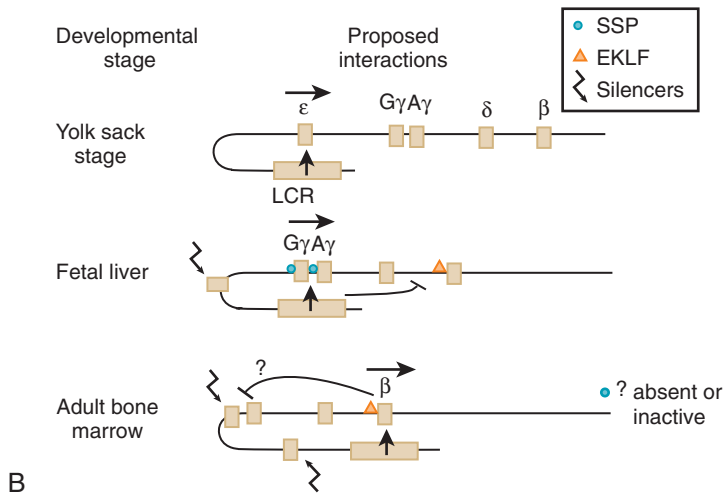 Developmental
stage
Proposed
interactions
SSP
EKLF
Silencers
Yolk sack
stage
ε
GγAγ
δ
β
LCR
Fetal liver
GγAγ
Adult bone
marrow
?
β
? absent or
inactive
B